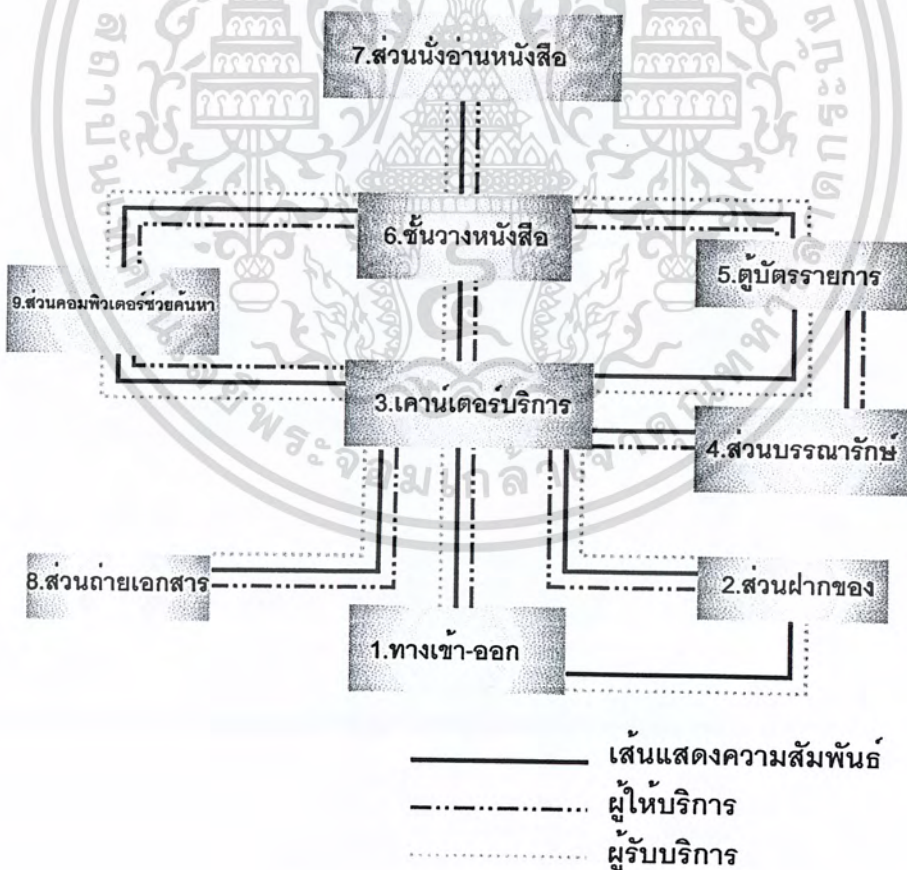 7.ส่วนนั่งอ่านหนังสือ
6.ชั้นวางหนังสือ
5.ตู้บัตรรายการ
9.ส่วนคอมพิวเตอร์ช่วยค้นหา
3.เคาน์เตอร์บริการ
4.ส่วนบรรณารักษ์
8.ส่วนถ่ายเอกสาร
2.ส่วนฝากของ
1.ทางเข้า-ออก
เส้นแสดงความสัมพันธ์
ผู้ให้บริการ
ผู้รับบริการ